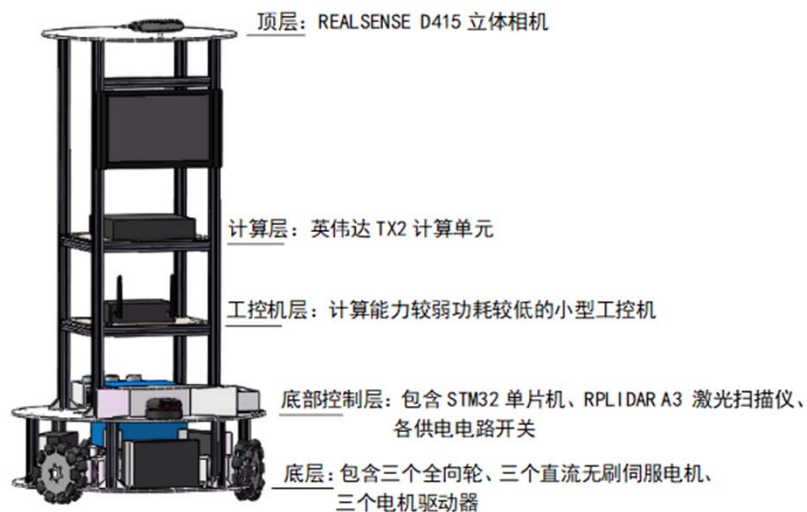 顶层：REALSENSE D415 立体相机
计算层：英伟达 TX2 计算单元
工控机层：计算能力较弱功耗较低的小型工控机
底部控制层：包含 STM32 单片机、RPLIDAR A3 激光扫描仪、
各供电电路开关
底层：包含三个全向轮、三个直流无刷伺服电机、
三个电机驱动器